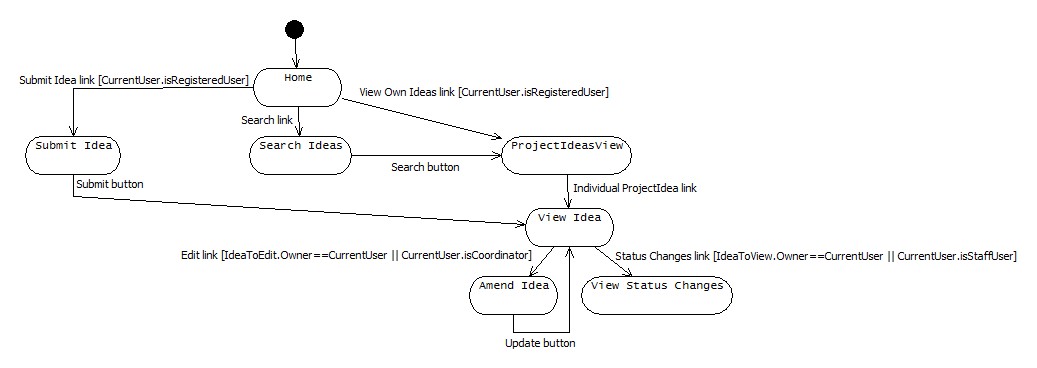 Home
Submit Idea link [CurrentUser.isRegisteredUser]
View Own Ideas link [CurrentUser.isRegisteredUser]
Search link
Submit Idea
Search Ideas
ProjectIdeasView
Search button
Submit button
Individual ProjectIdea link
View Idea
Edit link [IdeaToEdit.Owner==CurrentUser || CurrentUser.isCoordinator]
Status Changes link [IdeaToView.Owner==CurrentUser || CurrentUser.isStaffUser]
Amend Idea
View Status Changes
Update button